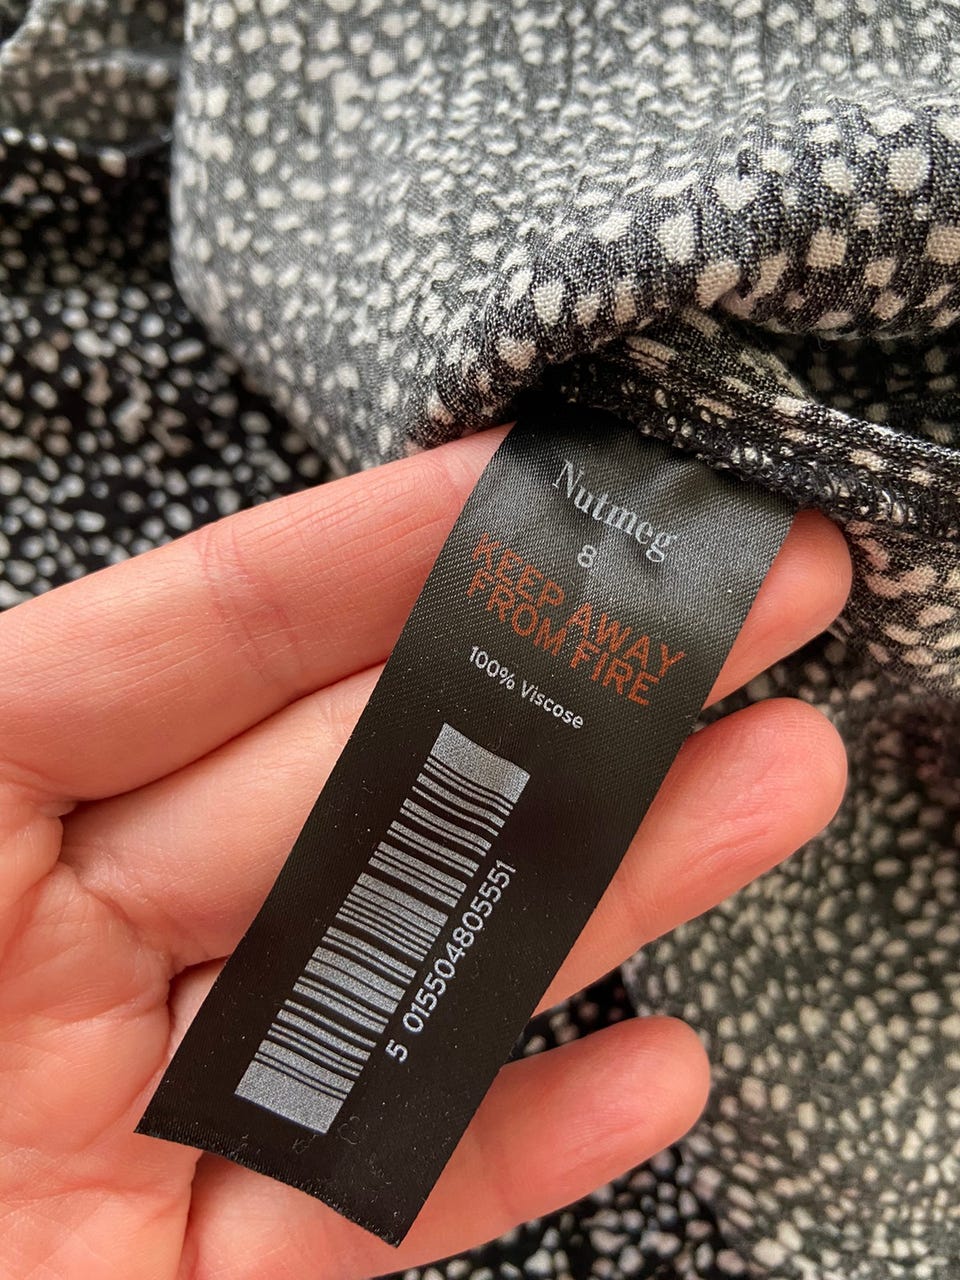 Nutmeg
8
KEEP AWAY
FROM FIRE
100% Viscose
5 015504805551